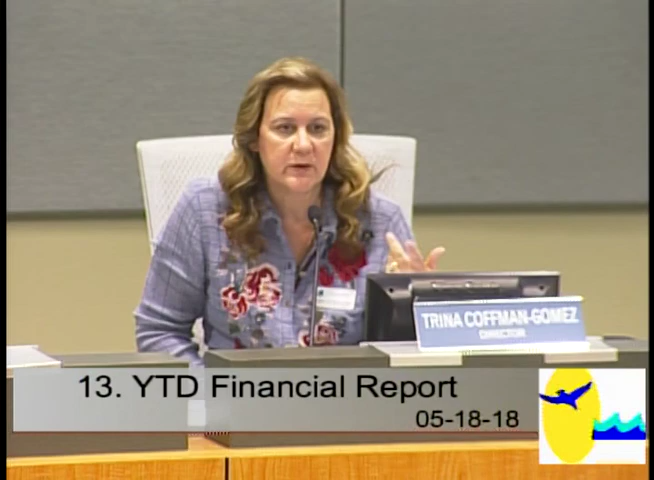 TRINA COFFMAN-GOMEZ
DIRECTOR
13. YTD Financial Report
05-18-18